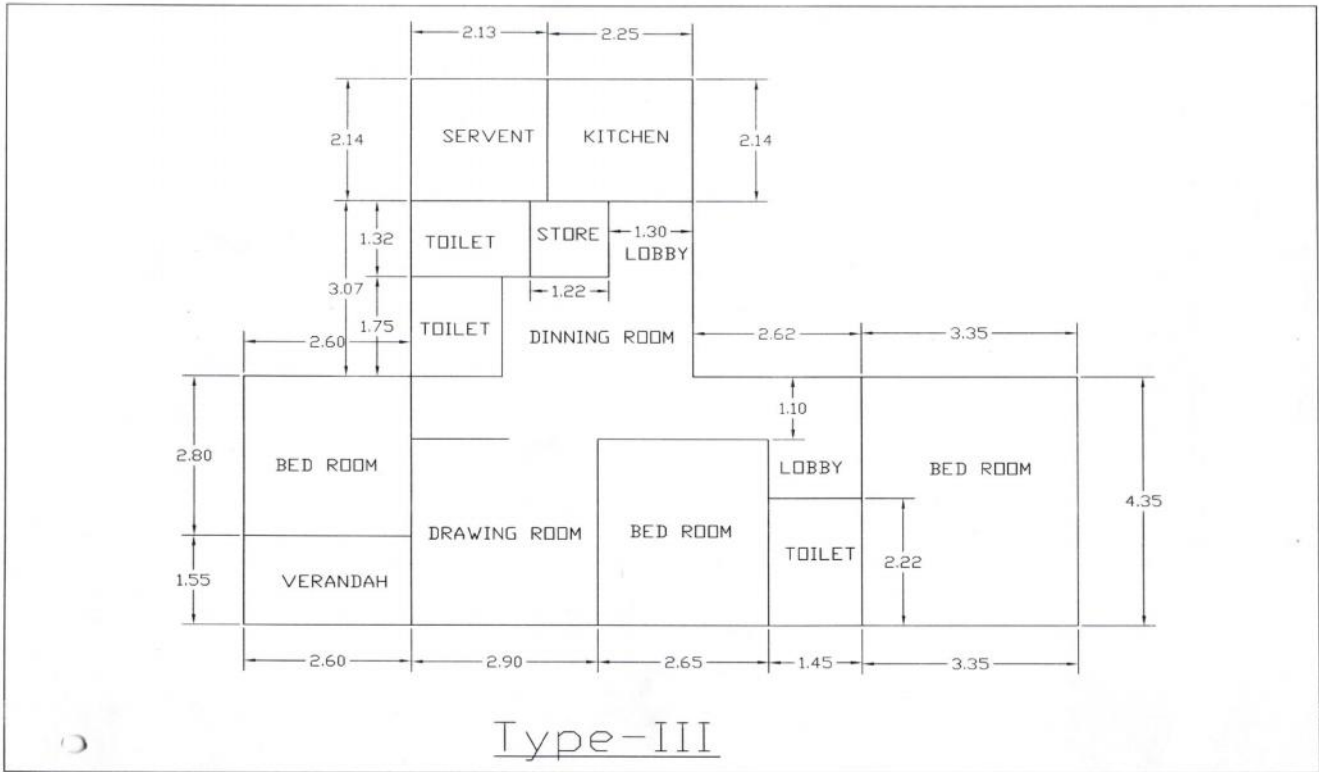 2.13 2.25
2.14 SERVENT KITCHEN 2.14
1.32 TOILET STORE 1.30
LOBBY
3.07 1.22
1.75 TOILET DINNING ROOM 2.62 3.35
2.60
1.10
2.80 BED ROOM LOBBY BED ROOM
4.35
DRAWING ROOM BED ROOM
TOILET 2.22
1.55 VERANDAH
2.60 2.90 2.65 1.45 3.35
Type-III